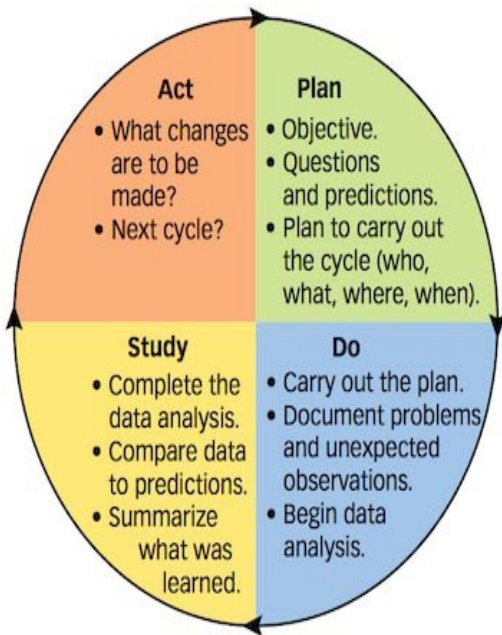 Act
• What changes
are to be
made?
• Next cycle?
Plan
• Objective.
• Questions
and predictions.
• Plan to carry out
the cycle (who,
what, where, when).
Study
• Complete the
data analysis.
• Compare data
to predictions.
• Summarize
what was
learned.
Do
• Carry out the plan.
• Document problems
and unexpected
observations.
• Begin data
analysis.